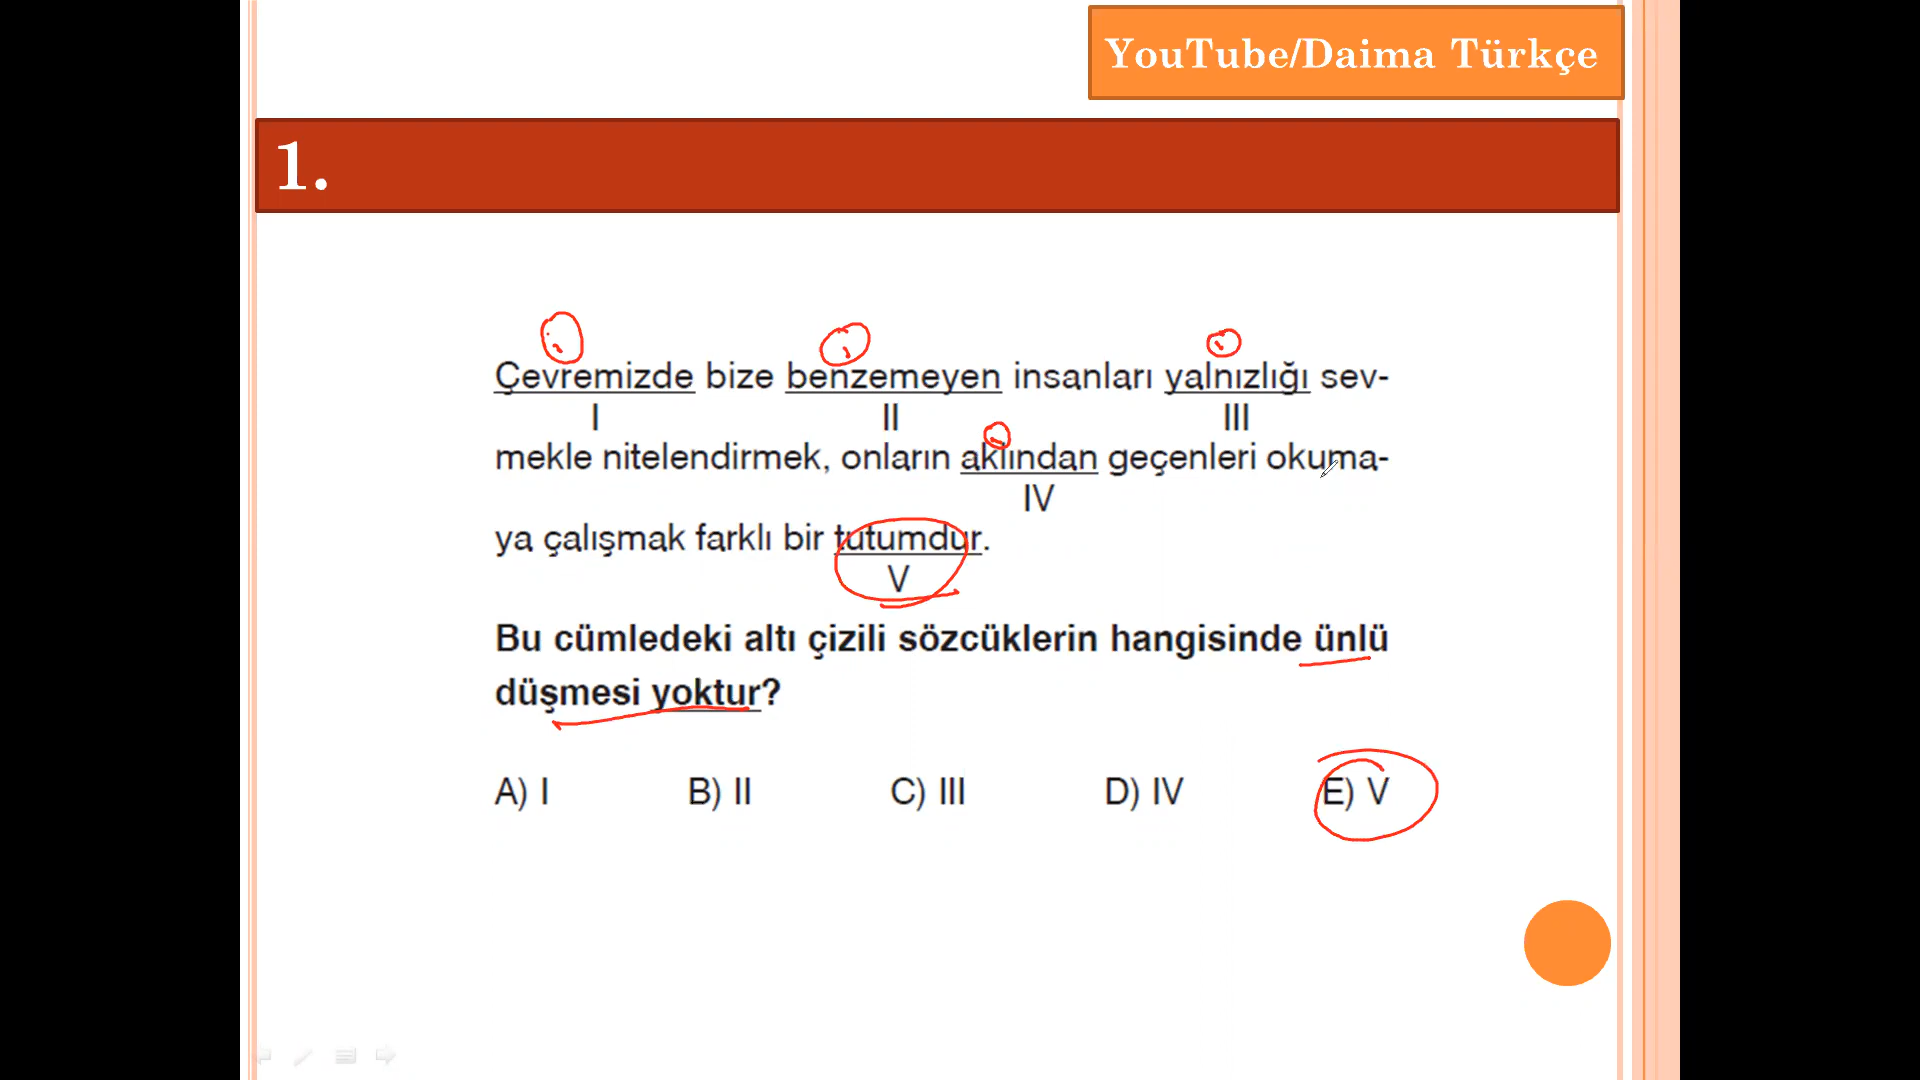 YouTube/Daima Türkçe
1.
Çevremizde bize benzemeyen insanları yalnızlığı sev-
I II III
mekle nitelendirmek, onların aklından geçenleri okuma-
IV
ya çalışmak farklı bir tutumdur.
V
Bu cümledeki altı çizili sözcüklerin hangisinde ünlü
düşmesi yoktur?
A) I B) II C) III D) IV E) V